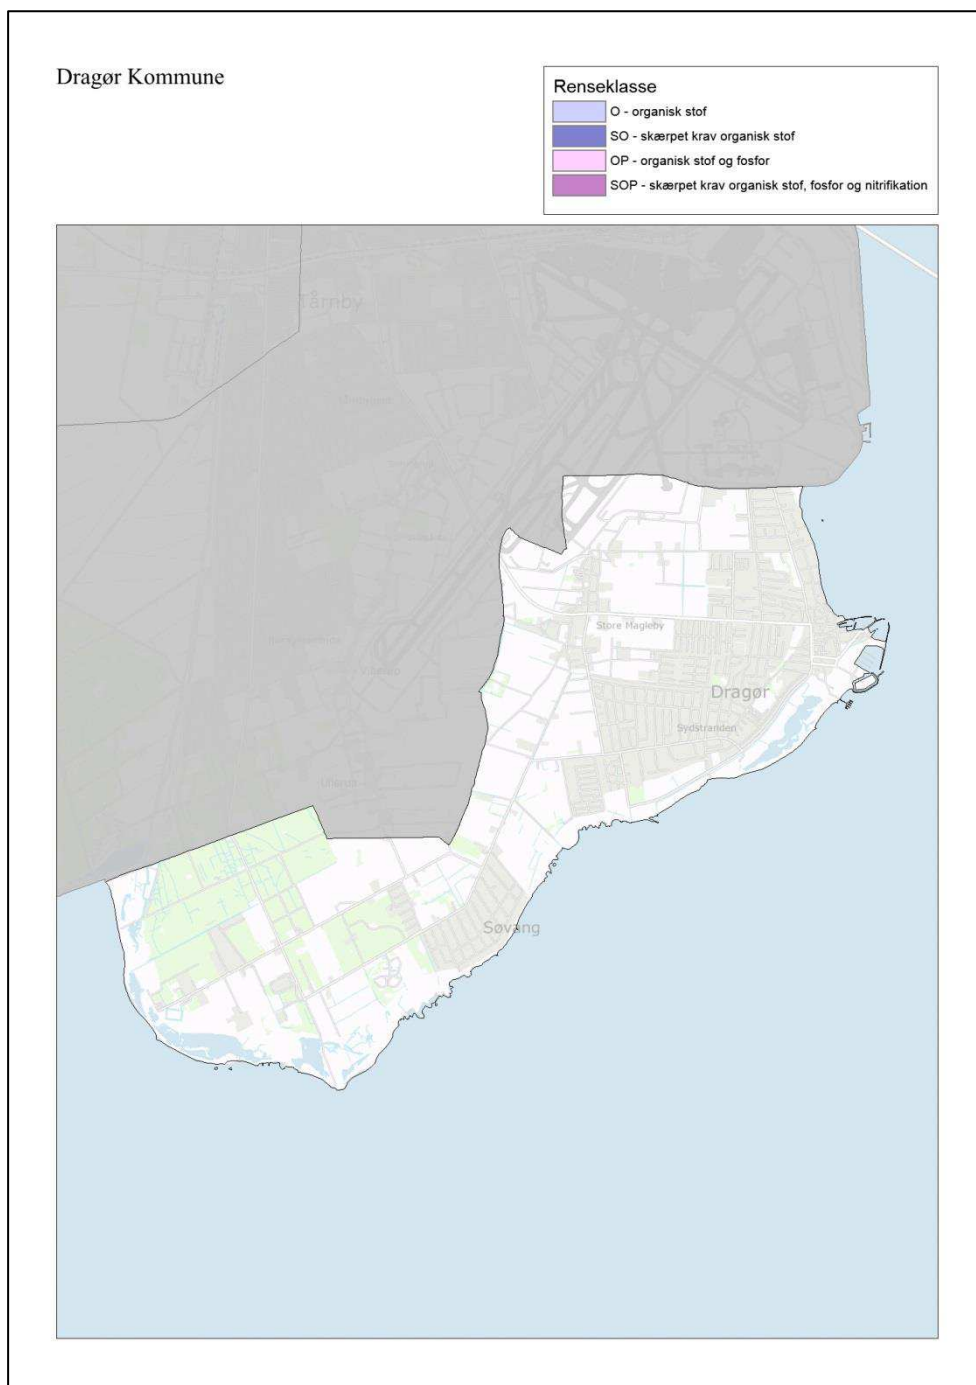 Dragør Kommune
Renseklasse
O - organisk stof
SO - skærpet krav organisk stof
OP - organisk stof og fosfor
SOP - skærpet krav organisk stof, fosfor og nitrifikation
Tårnby
Store Magleby
Dragør
Sydstranden
Ullerup
Søvang